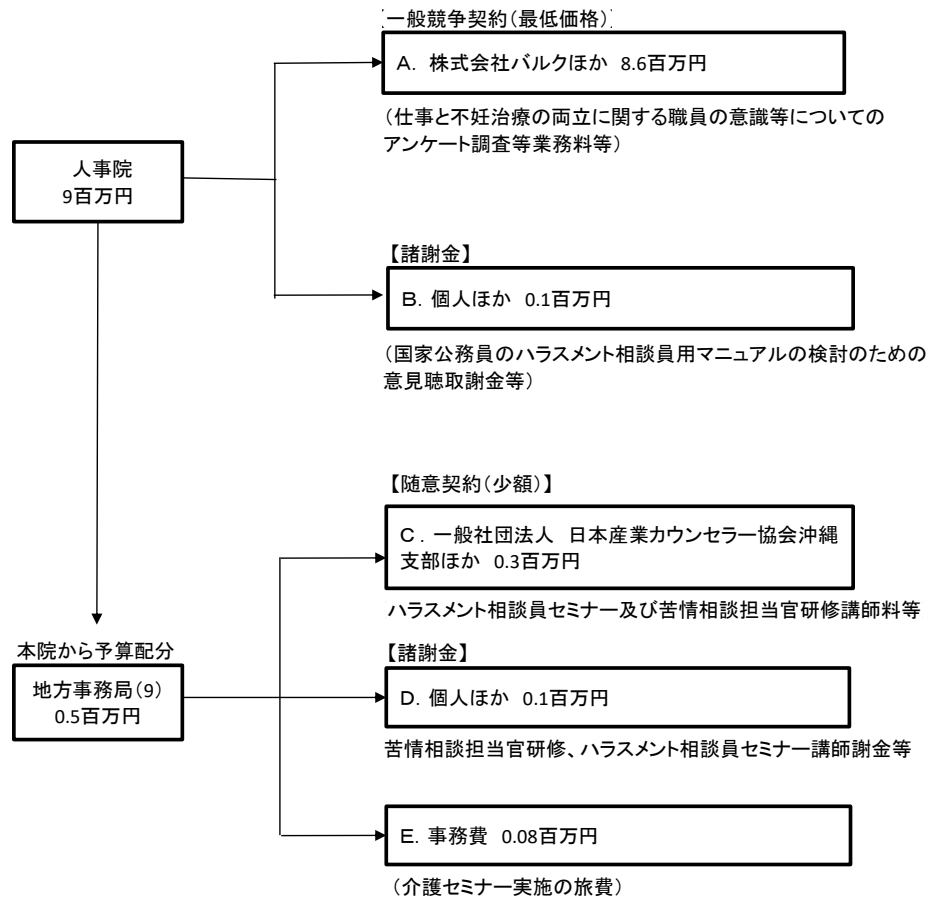 ［一般競争契約（最低価格）］
A. 株式会社バルクほか 8.6百万円
（仕事と不妊治療の両立に関する職員の意識等についての
アンケート調査等業務料等）
人事院
9百万円
【諸謝金】
B. 個人ほか 0.1百万円
（国家公務員のハラスメント相談員用マニュアルの検討のための
意見聴取謝金等）
【随意契約（少額）】
C．一般社団法人 日本産業カウンセラー協会沖縄
支部ほか 0.3百万円
ハラスメント相談員セミナー及び苦情相談担当官研修講師料等
本院から予算配分
地方事務局（9）
0.5百万円
【諸謝金】
D. 個人ほか 0.1百万円
苦情相談担当官研修、ハラスメント相談員セミナー講師謝金等
E. 事務費 0.08百万円
（介護セミナー実施の旅費）